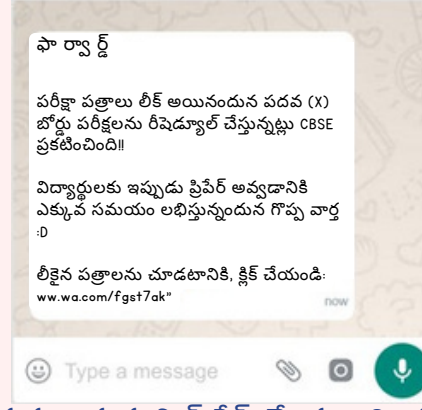 ఫా ర్వా ర్డ్
పరీక్షా పత్రాలు లీక్ అయినందున పదవ (X)
బోర్డు పరీక్షలను రీషెడ్యూల్ చేస్తున్నట్లు CBSE
ప్రకటించింది!!
విద్యార్థులకు ఇప్పుడు ప్రిపేర్ అవ్వడానికి
ఎక్కువ సమయం లభిస్తున్నందున గొప్ప వార్త
:D
లీకైన పత్రాలను చూడటానికి, క్లిక్ చేయండి:
ww.wa.com/fgst7ak"
now
Type a message